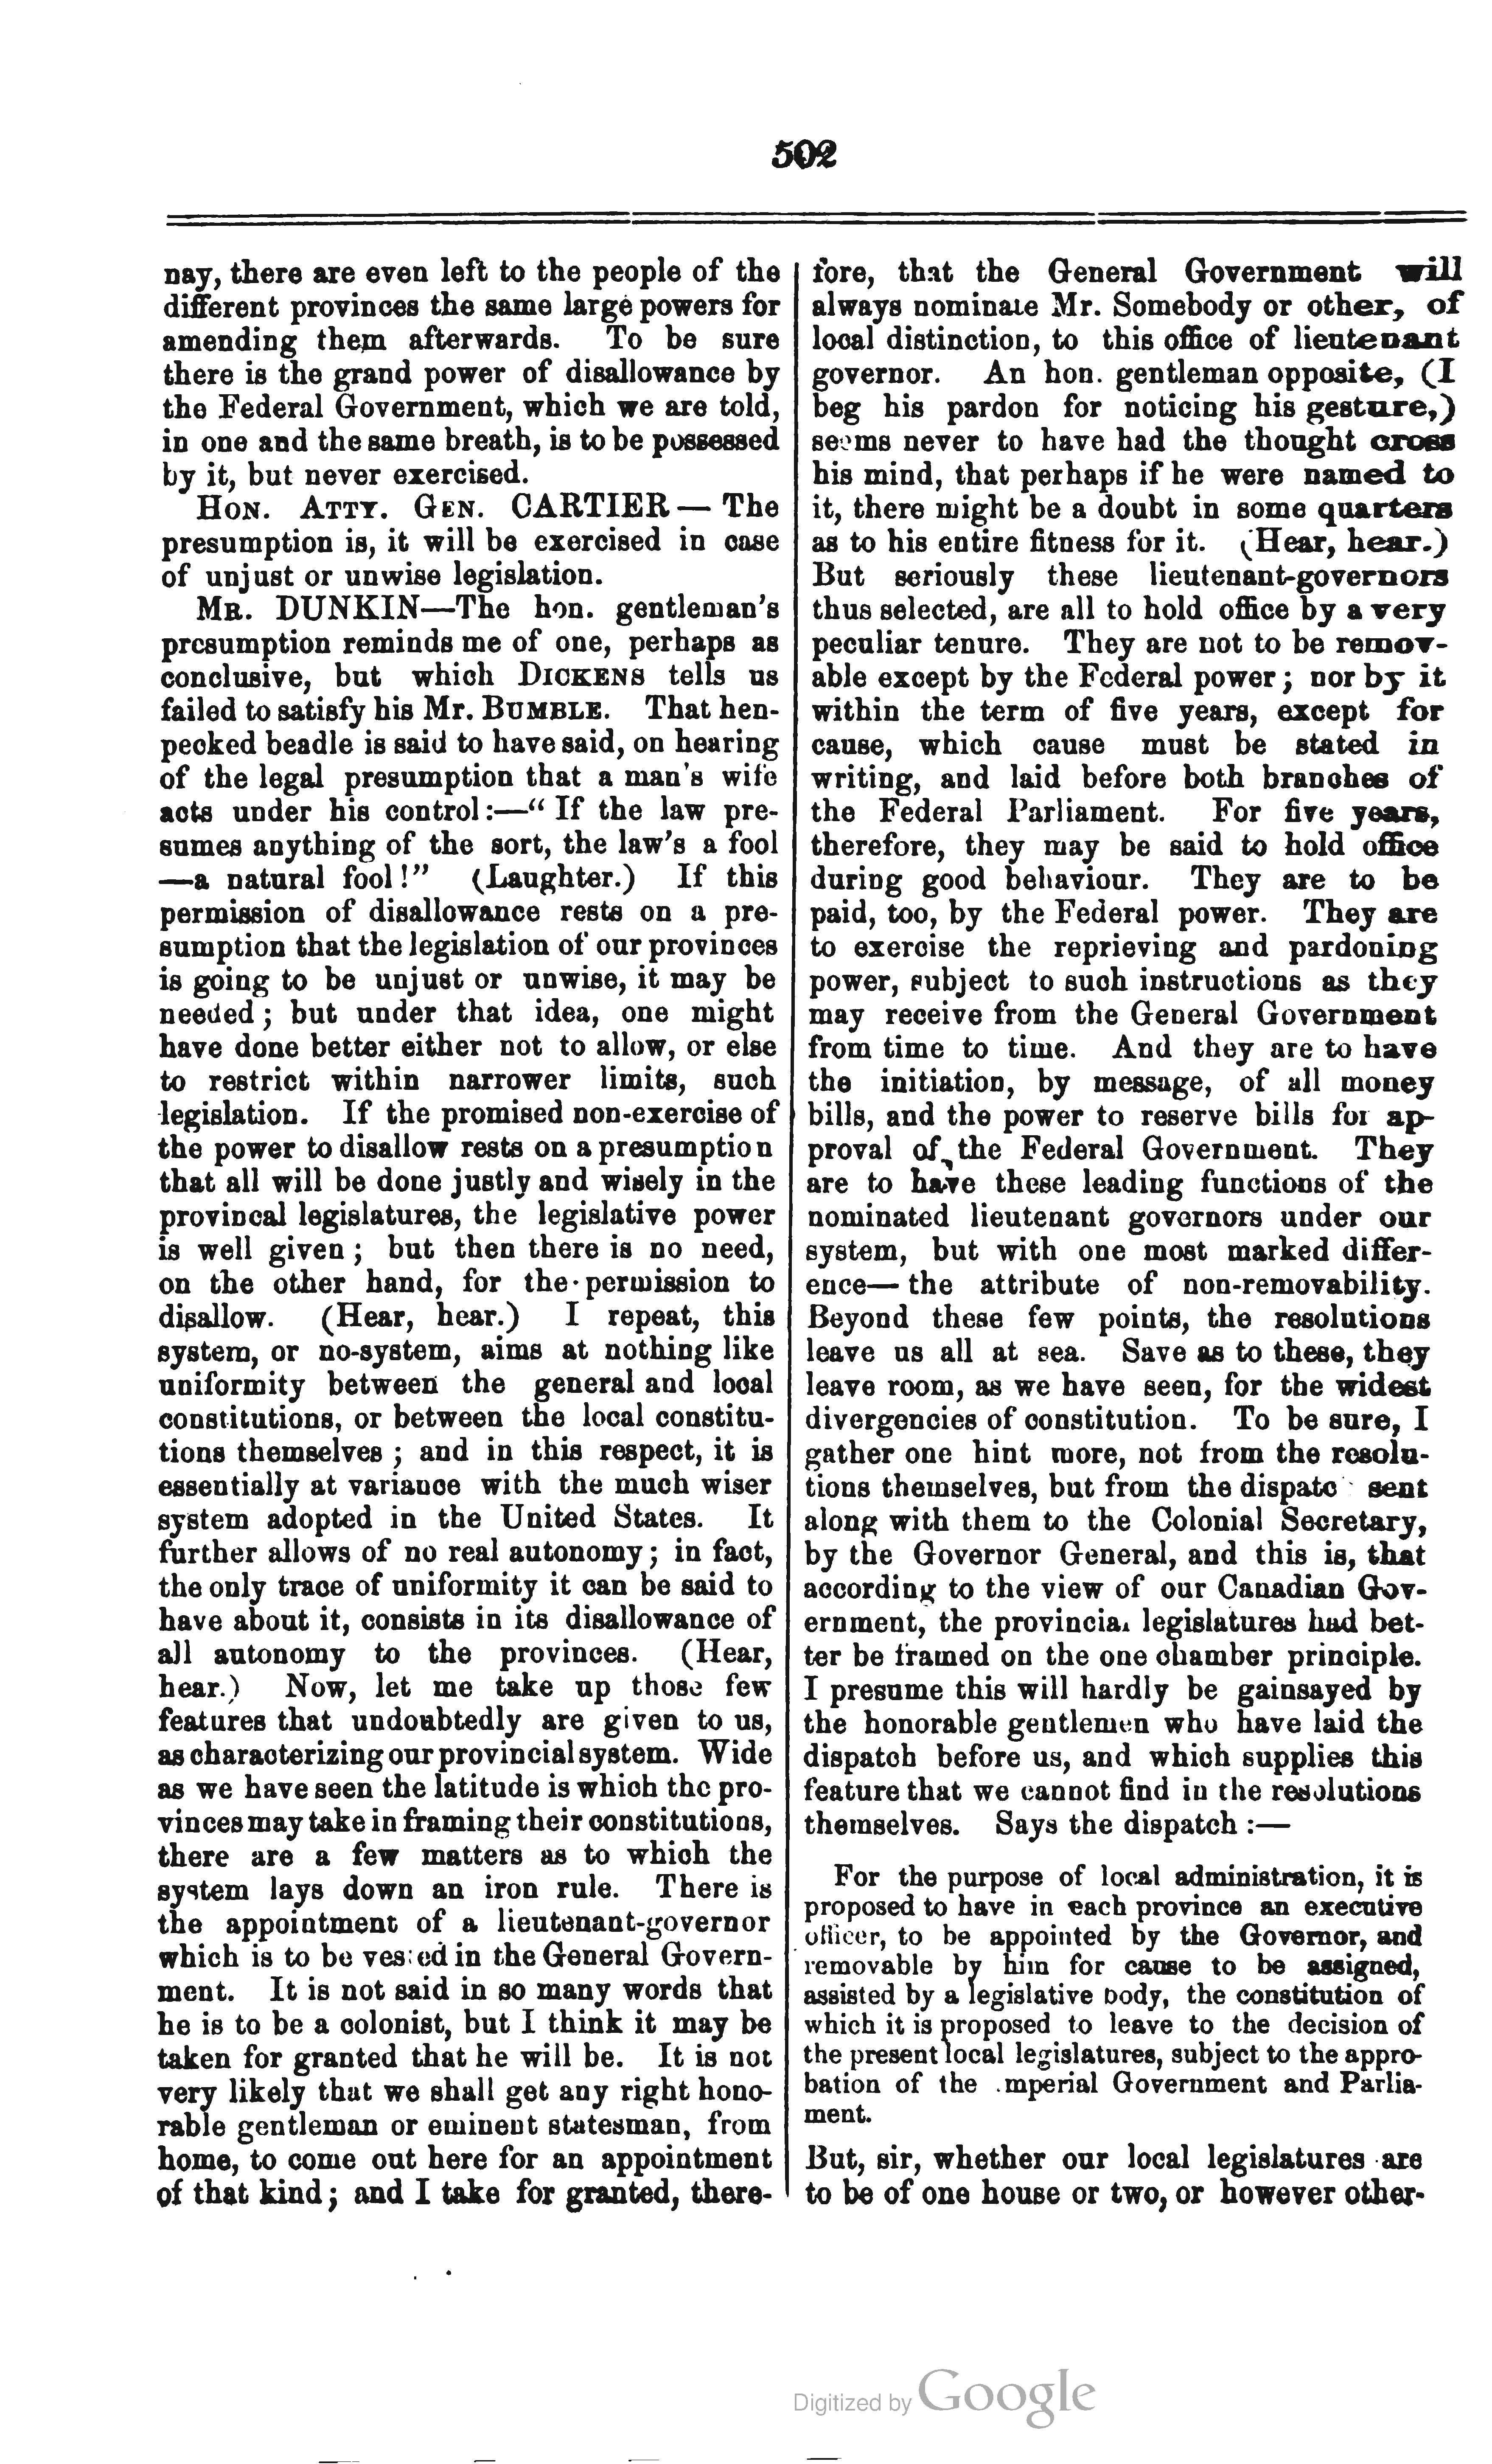 502
nay, there are even left to the people of the
different provinces the same large powers for
amending them afterwards. To be sure
there is the grand power of disallowance by
the Federal Government, which we are told,
in one and the same breath, is to be possessed
by it, but never exercised.
HON. ATTY. GEN. CARTIER— The
presumption is, it will be exercised in case
of unjust or unwise legislation.
MR. DUNKIN—The hon. gentleman's
presumption reminds me of one, perhaps as
conclusive, but which DICKENS tells us
failed to satisfy his Mr. BUMBLE. That hen-
pecked beadle is said to have said, on hearing
of the legal presumption that a man's wife
acts under his control:—" If the law pre-
sumes anything of the sort, the law's a fool
—a natural fool!" (Laughter.) If this
permission of disallowance rests on a pre-
sumption that the legislation of our provinces
is going to be unjust or unwise, it may be
needed; but under that idea, one might
have done better either not to allow, or else
to restrict within narrower limits, such
legislation. If the promised non-exercise of
the power to disallow rests on a presumption
that all will be done justly and wisely in the
provincal legislatures, the legislative power
is well given; but then there is no need,
on the other hand, for the permission to
disallow. (Hear, hear.) I repeat, this
system, or no-system, aims at nothing like
uniformity between the general and local
constitutions, or between the local constitu-
tions themselves; and in this respect, it is
essentially at variance with the much wiser
system adopted in the United States. It
further allows of no real autonomy; in fact,
the only trace of uniformity it can be said to
have about it, consists in its disallowance of
all autonomy to the provinces. (Hear,
hear.) Now, let me take up those few
features that undoubtedly are given to us,
as characterizing our provincial system. Wide
as we have seen the latitude is which the pro-
vinces may take in framing their constitutions,
there are a few matters as to which the
system lays down an iron rule. There is
the appointment of a lieutenant-governor
which is to be vested in the General Govern-
ment. It is not said in so many words that
he is to be a colonist, but I think it may be
taken for granted that he will be. It is not
very likely that we shall get any right hono-
rable gentleman or eminent statesman, from
home, to come out here for an appointment
of that kind; and I take for granted, there-
fore, that the General Government will
always nominate Mr. Somebody or other, of
local distinction, to this office of lieutenant
governor. An hon. gentleman opposite, (I
beg his pardon for noticing his gesture,)
seems never to have had the thought cross
his mind, that perhaps if he were named to
it, there might be a doubt in some quarters
as to his entire fitness for it. (Hear, hear.)
But seriously these lieutenant-governors
thus selected, are all to hold office by a very
peculiar tenure. They are not to be remov-
able except by the Federal power; nor by it
within the term of five years, except for
cause, which cause must be stated in
writing, and laid before both branches of
the Federal Parliament. For five years,
therefore, they may be said to hold office
during good behaviour. They are to be
paid, too, by the Federal power. They are
to exercise the reprieving and pardoning
power, subject to such instructions as they
may receive from the General Government
from time to time. And they are to have
the initiation, by message, of all money
bills, and the power to reserve bills for ap-
proval of the Federal Government. They
are to have these leading functions of the
nominated lieutenant governors under our
system, but with one most marked differ-
ence— the attribute of non-removability.
Beyond these few points, the resolutions
leave us all at sea. Save as to these, they
leave room, as we have seen, for the widest
divergencies of constitution. To be sure, I
gather one hint more, not from the resolu-
tions themselves, but from the dispatc sent
along with them to the Colonial Secretary,
by the Governor General, and this is, that
according to the view of our Canadian Gov-
ernment, the provincial legislatures had bet-
ter be framed on the one chamber principle.
I presume this will hardly be gainsayed by
the honorable gentlemen who have laid the
dispatch before us, and which supplies this
feature that we cannot find in the resolutions
themselves. Says the dispatch :—
For the purpose of local administration, it is
proposed to have in each province an executive
officer, to be appointed by the Governor, and
removable by him for cause to be assigned,
assisted by a legislative body, the constitution of
which it is proposed to leave to the decision of
the present local legislatures, subject to the appro-
bation of the mperial Government and Parlia-
ment.
But, sir, whether our local legislatures are
to be of one house or two, or however other-
Digitized by Google